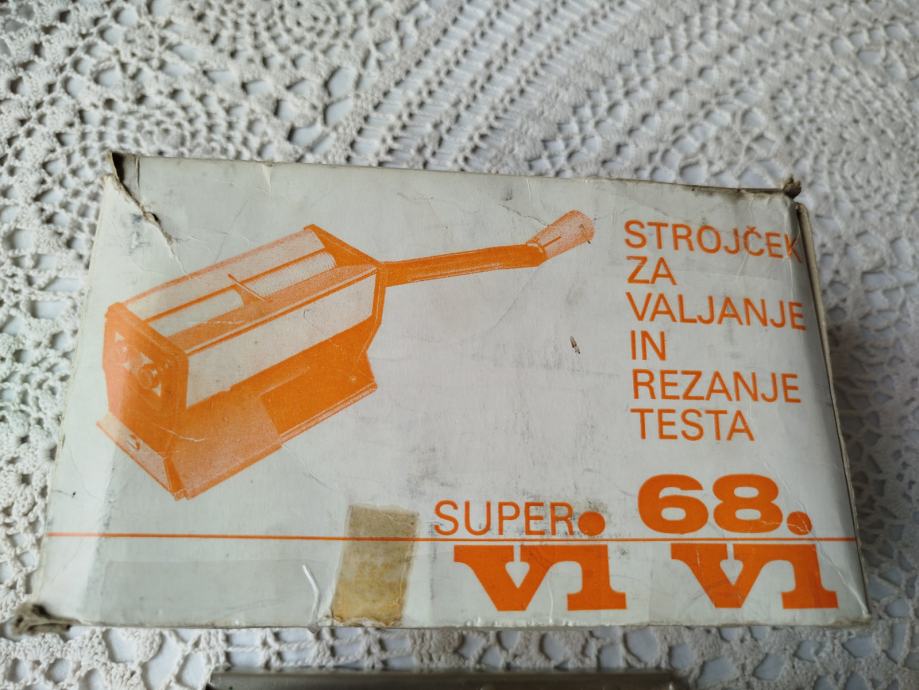 STROJČEK
ZA
VALJANJE
IN
REZANJE
TESTA
SUPER. 68.
vi vi